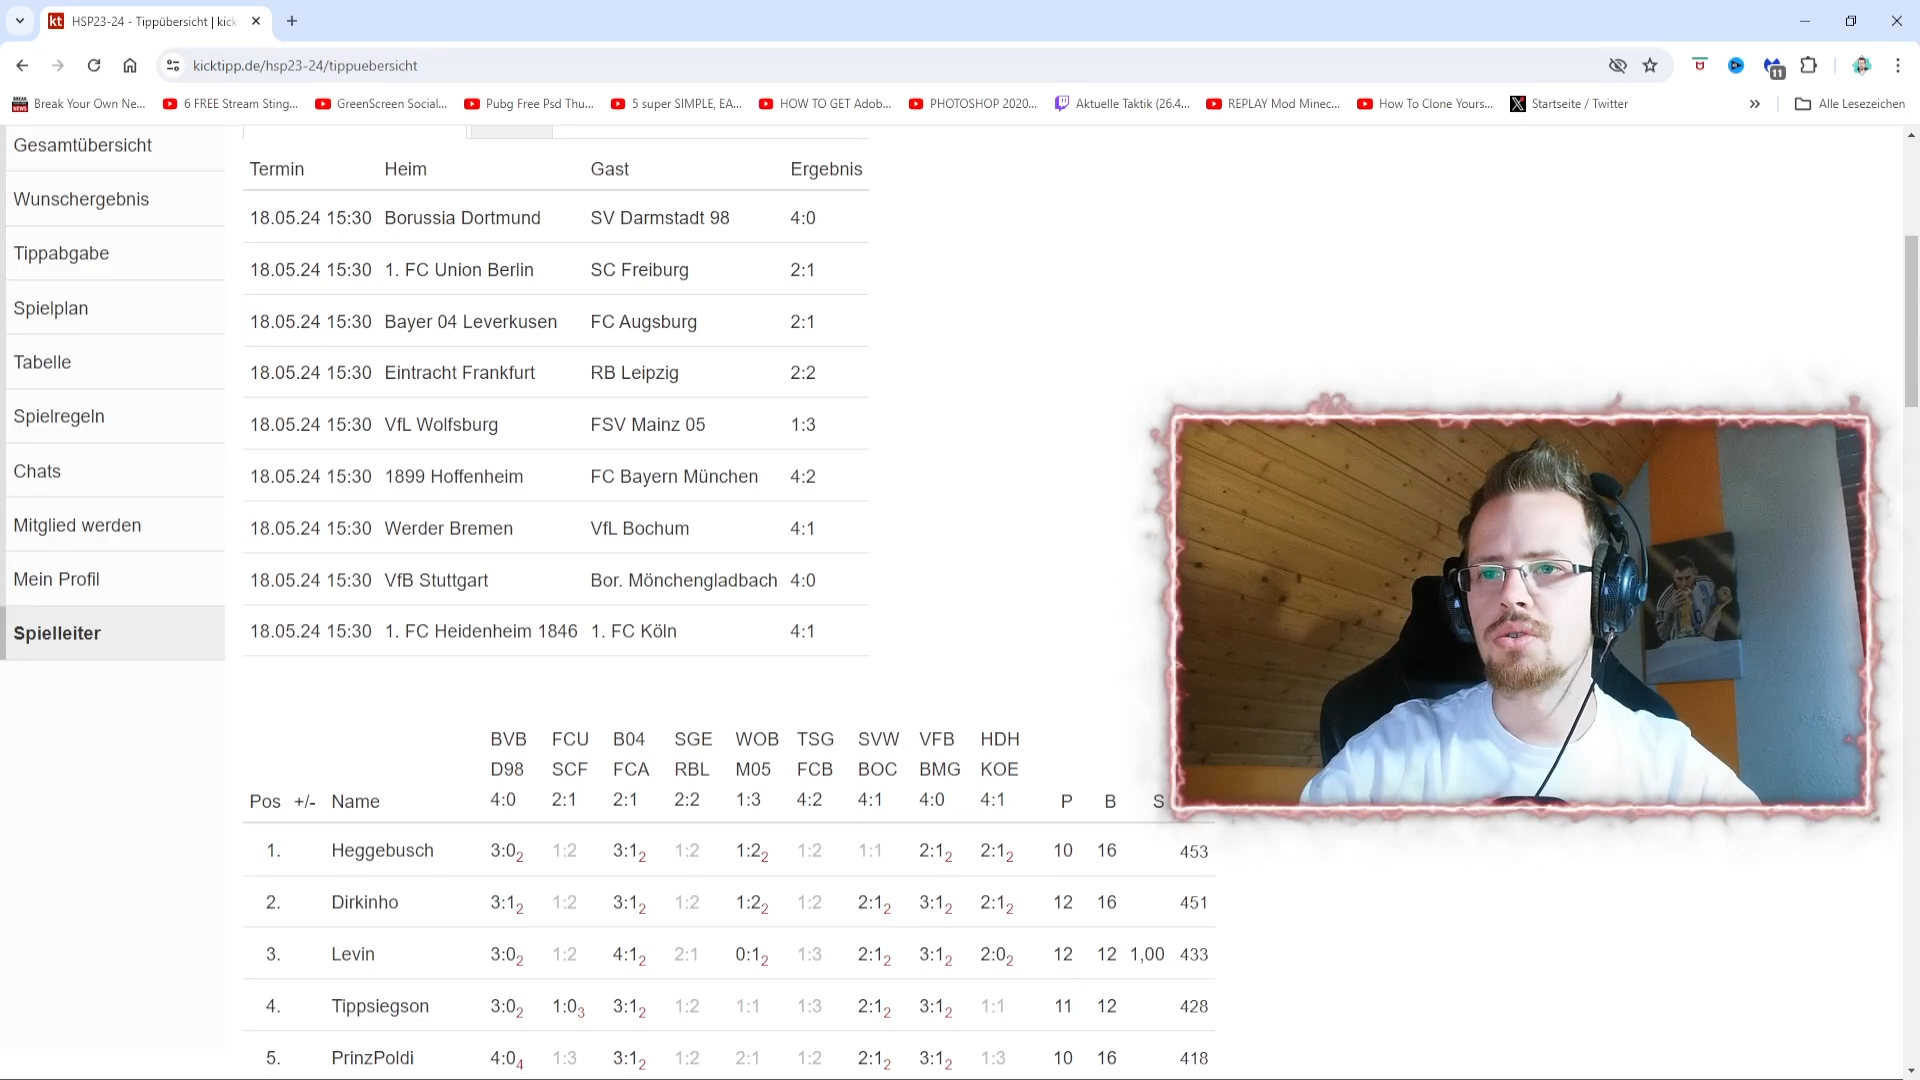 HSP23-24 - Tippübersicht | kick
kicktipp.de/hsp23-24/tippuebersicht
11
Break Your Own Ne...
6 FREE Stream Sting...
GreenScreen Social...
Pubg Free Psd Thu...
5 super SIMPLE, EA...
HOW TO GET Adob...
PHOTOSHOP 2020...
Aktuelle Taktik (26.4...
REPLAY Mod Minec...
How To Clone Yours...
Startseite / Twitter
Alle Lesezeichen
Gesamtübersicht
Wunschergebnis
Tippabgabe
Spielplan
Tabelle
Spielregeln
Chats
Mitglied werden
Mein Profil
Spielleiter
Termin Heim Gast Ergebnis
18.05.24 15:30 Borussia Dortmund SV Darmstadt 98 4:0
18.05.24 15:30 1. FC Union Berlin SC Freiburg 2:1
18.05.24 15:30 Bayer 04 Leverkusen FC Augsburg 2:1
18.05.24 15:30 Eintracht Frankfurt RB Leipzig 2:2
18.05.24 15:30 VfL Wolfsburg FSV Mainz 05 1:3
18.05.24 15:30 1899 Hoffenheim FC Bayern München 4:2
18.05.24 15:30 Werder Bremen VfL Bochum 4:1
18.05.24 15:30 VfB Stuttgart Bor. Mönchengladbach 4:0
18.05.24 15:30 1. FC Heidenheim 1846 1. FC Köln 4:1
BVB FCU B04 SGE WOB TSG SVW VFB HDH
D98 SCF FCA RBL M05 FCB BOC BMG KOE
Pos +/- Name 4:0 2:1 2:1 2:2 1:3 4:2 4:1 4:0 4:1 P B S
1. Heggebusch 3:02 1:2 3:12 1:2 1:22 1:2 1:1 2:12 2:12 10 16 453
2. Dirkinho 3:12 1:2 3:12 1:2 1:22 1:2 2:12 3:12 2:12 12 16 451
3. Levin 3:02 1:2 4:12 2:1 0:12 1:3 2:12 3:12 2:02 12 12 1,00 433
4. Tippsiegson 3:02 1:03 3:12 1:2 1:1 1:3 2:12 3:12 1:1 11 12 428
5. PrinzPoldi 4:04 1:3 3:12 1:2 2:1 1:2 2:12 3:12 1:3 10 16 418